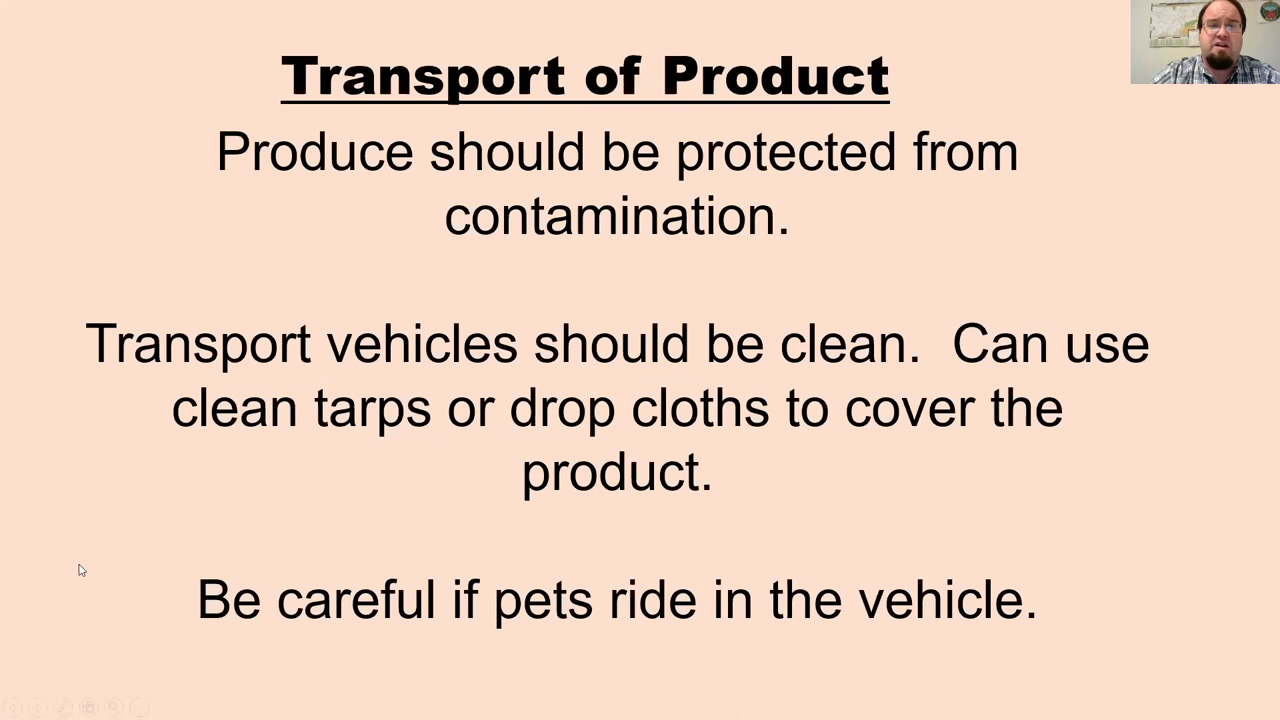 Transport of Product
Produce should be protected from
contamination.
Transport vehicles should be clean.  Can use
clean tarps or drop cloths to cover the
product.
Be careful if pets ride in the vehicle.